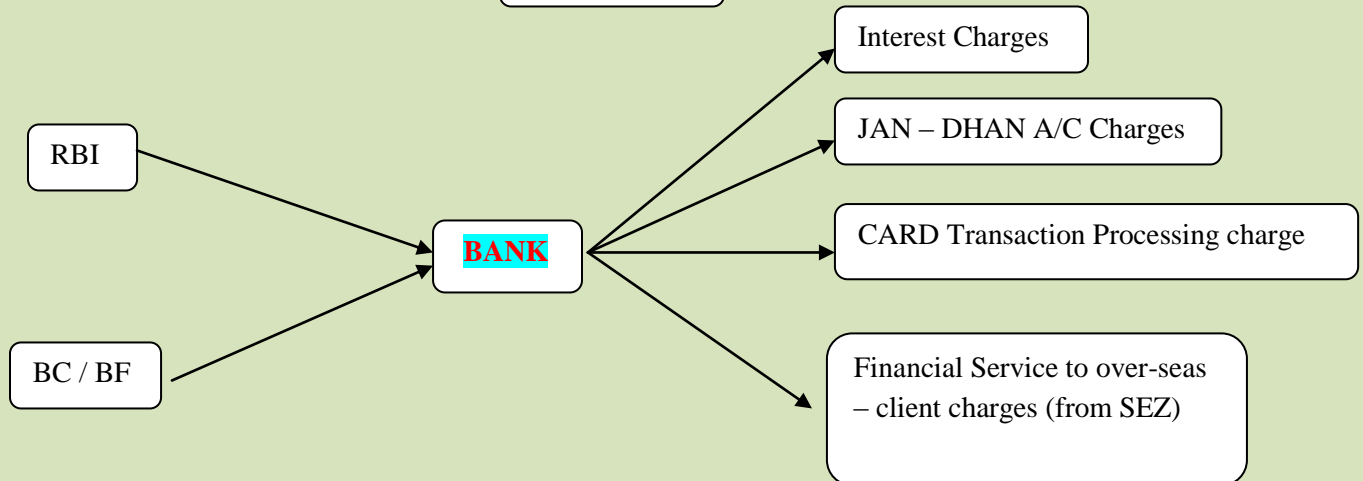 Interest Charges
JAN – DHAN A/C Charges
RBI
CARD Transaction Processing charge
BANK
BC / BF
Financial Service to over-seas
– client charges (from SEZ)